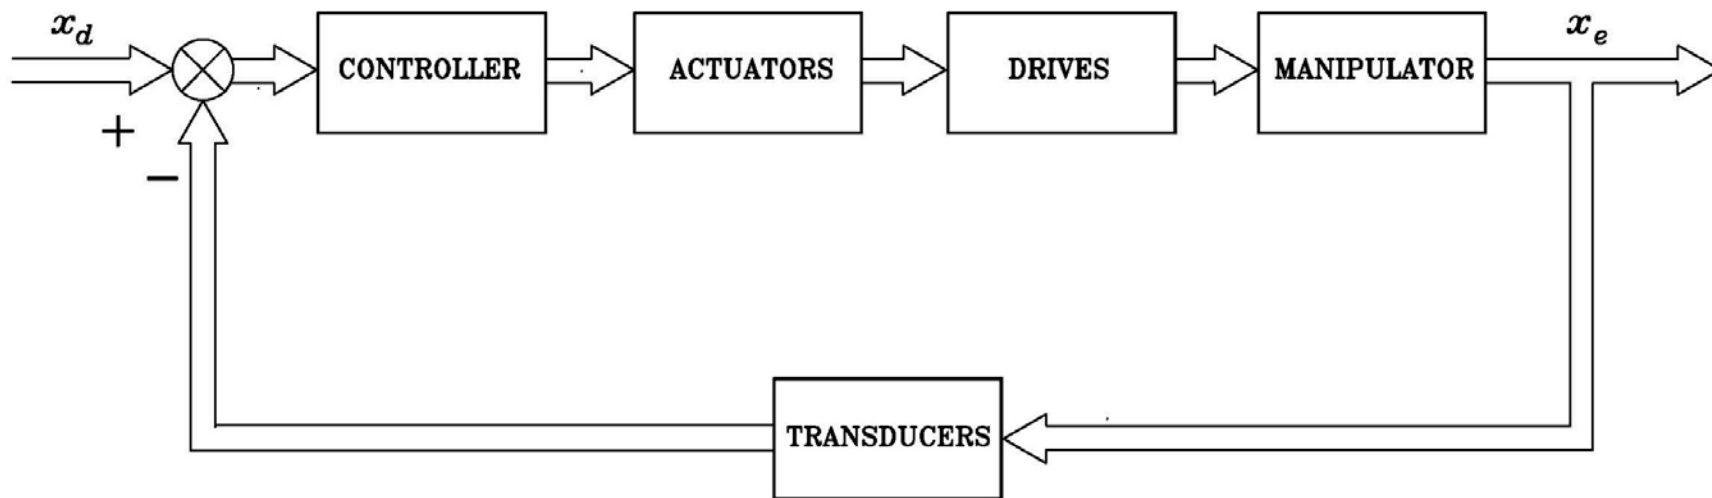 x_d
x_e
CONTROLLER
ACTUATORS
DRIVES
MANIPULATOR
+
−
TRANSDUCERS